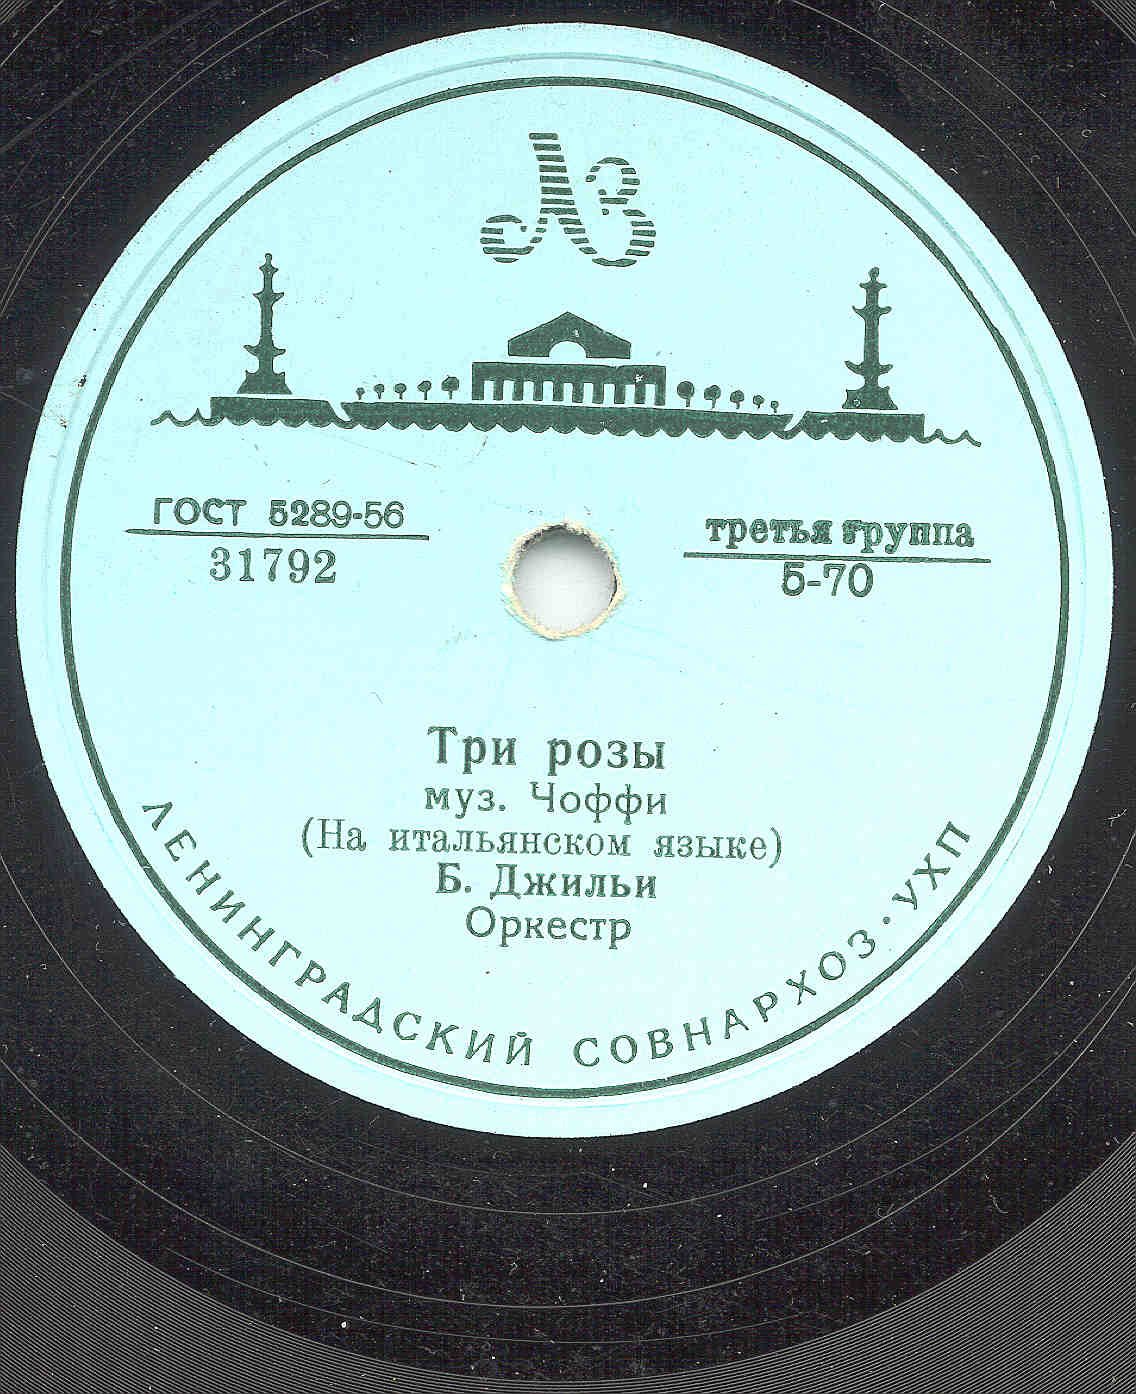 ЛЗ
ГОСТ 5289-56
31792
третья группа
5-70
Три розы
муз. Чоффи
(На итальянском языке)
Б. Джильи
Оркестр
ЛЕНИНГРАДСКИЙ СОВНАРХОЗ · УХП